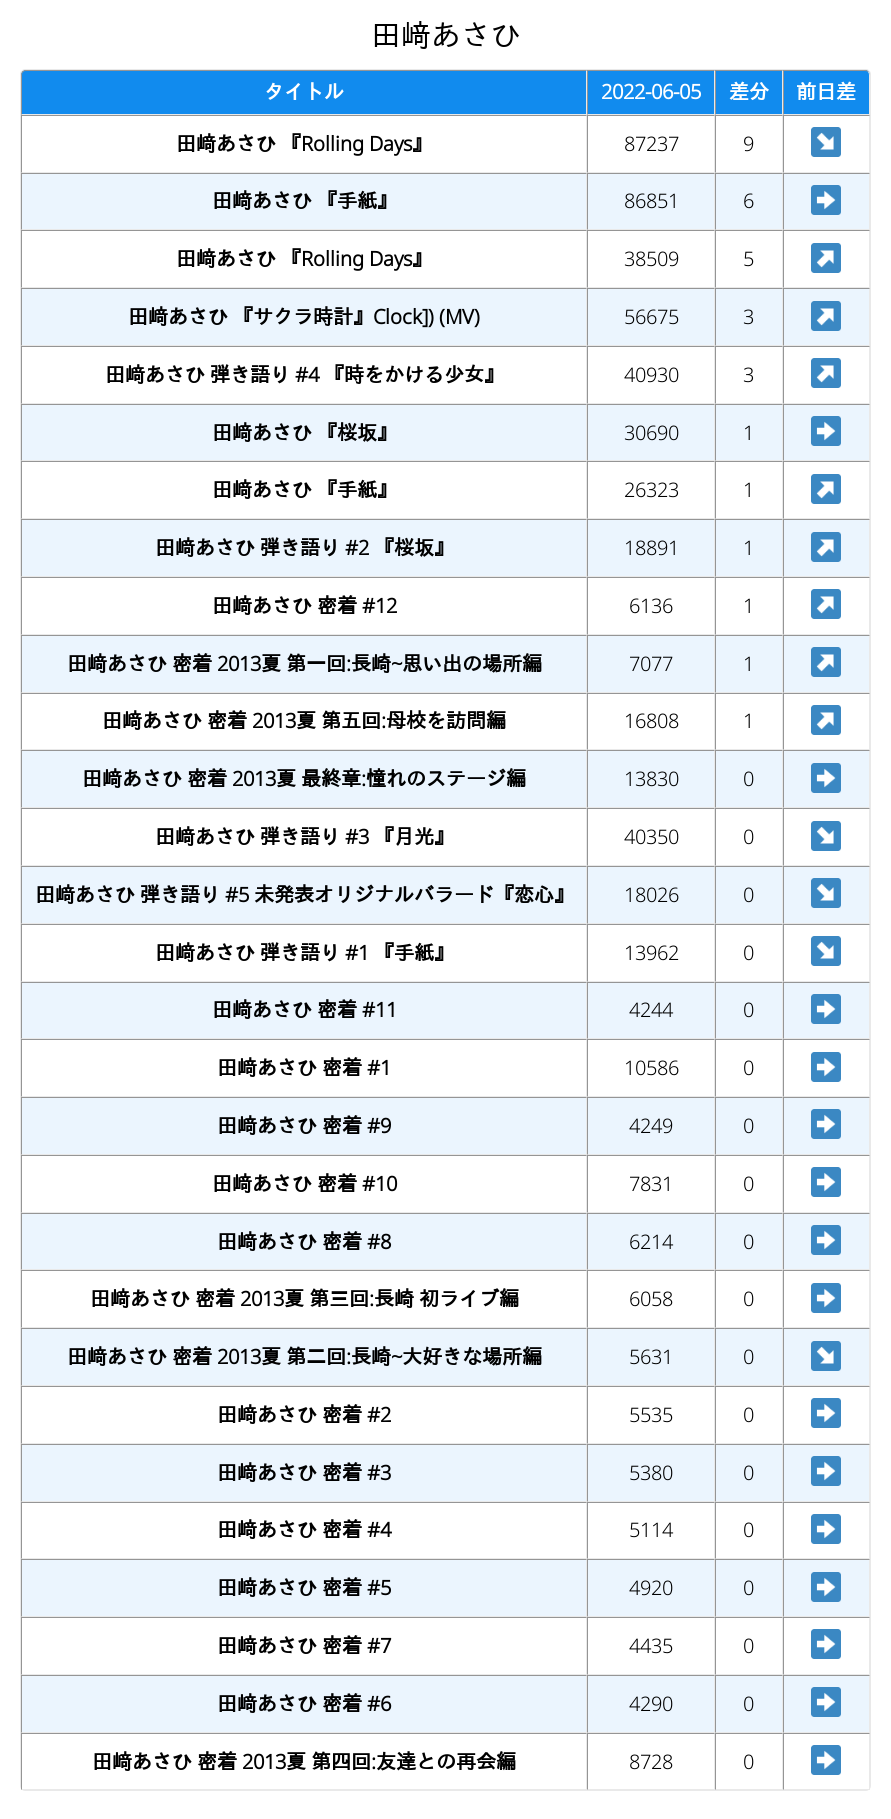 田﨑あさひ
タイトル 2022-06-05 差分 前日差
田﨑あさひ 『Rolling Days』 87237 9 ↘
田﨑あさひ 『手紙』 86851 6 ➡
田﨑あさひ 『Rolling Days』 38509 5 ↗
田﨑あさひ 『サクラ時計』Clock]) (MV) 56675 3 ↗
田﨑あさひ 弾き語り #4 『時をかける少女』 40930 3 ↗
田﨑あさひ 『桜坂』 30690 1 ➡
田﨑あさひ 『手紙』 26323 1 ↗
田﨑あさひ 弾き語り #2 『桜坂』 18891 1 ↗
田﨑あさひ 密着 #12 6136 1 ↗
田﨑あさひ 密着 2013夏 第一回:長崎~思い出の場所編 7077 1 ↗
田﨑あさひ 密着 2013夏 第五回:母校を訪問編 16808 1 ↗
田﨑あさひ 密着 2013夏 最終章:憧れのステージ編 13830 0 ➡
田﨑あさひ 弾き語り #3 『月光』 40350 0 ↘
田﨑あさひ 弾き語り #5 未発表オリジナルバラード『恋心』 18026 0 ↘
田﨑あさひ 弾き語り #1 『手紙』 13962 0 ↘
田﨑あさひ 密着 #11 4244 0 ➡
田﨑あさひ 密着 #1 10586 0 ➡
田﨑あさひ 密着 #9 4249 0 ➡
田﨑あさひ 密着 #10 7831 0 ➡
田﨑あさひ 密着 #8 6214 0 ➡
田﨑あさひ 密着 2013夏 第三回:長崎 初ライブ編 6058 0 ➡
田﨑あさひ 密着 2013夏 第二回:長崎~大好きな場所編 5631 0 ↘
田﨑あさひ 密着 #2 5535 0 ➡
田﨑あさひ 密着 #3 5380 0 ➡
田﨑あさひ 密着 #4 5114 0 ➡
田﨑あさひ 密着 #5 4920 0 ➡
田﨑あさひ 密着 #7 4435 0 ➡
田﨑あさひ 密着 #6 4290 0 ➡
田﨑あさひ 密着 2013夏 第四回:友達との再会編 8728 0 ➡